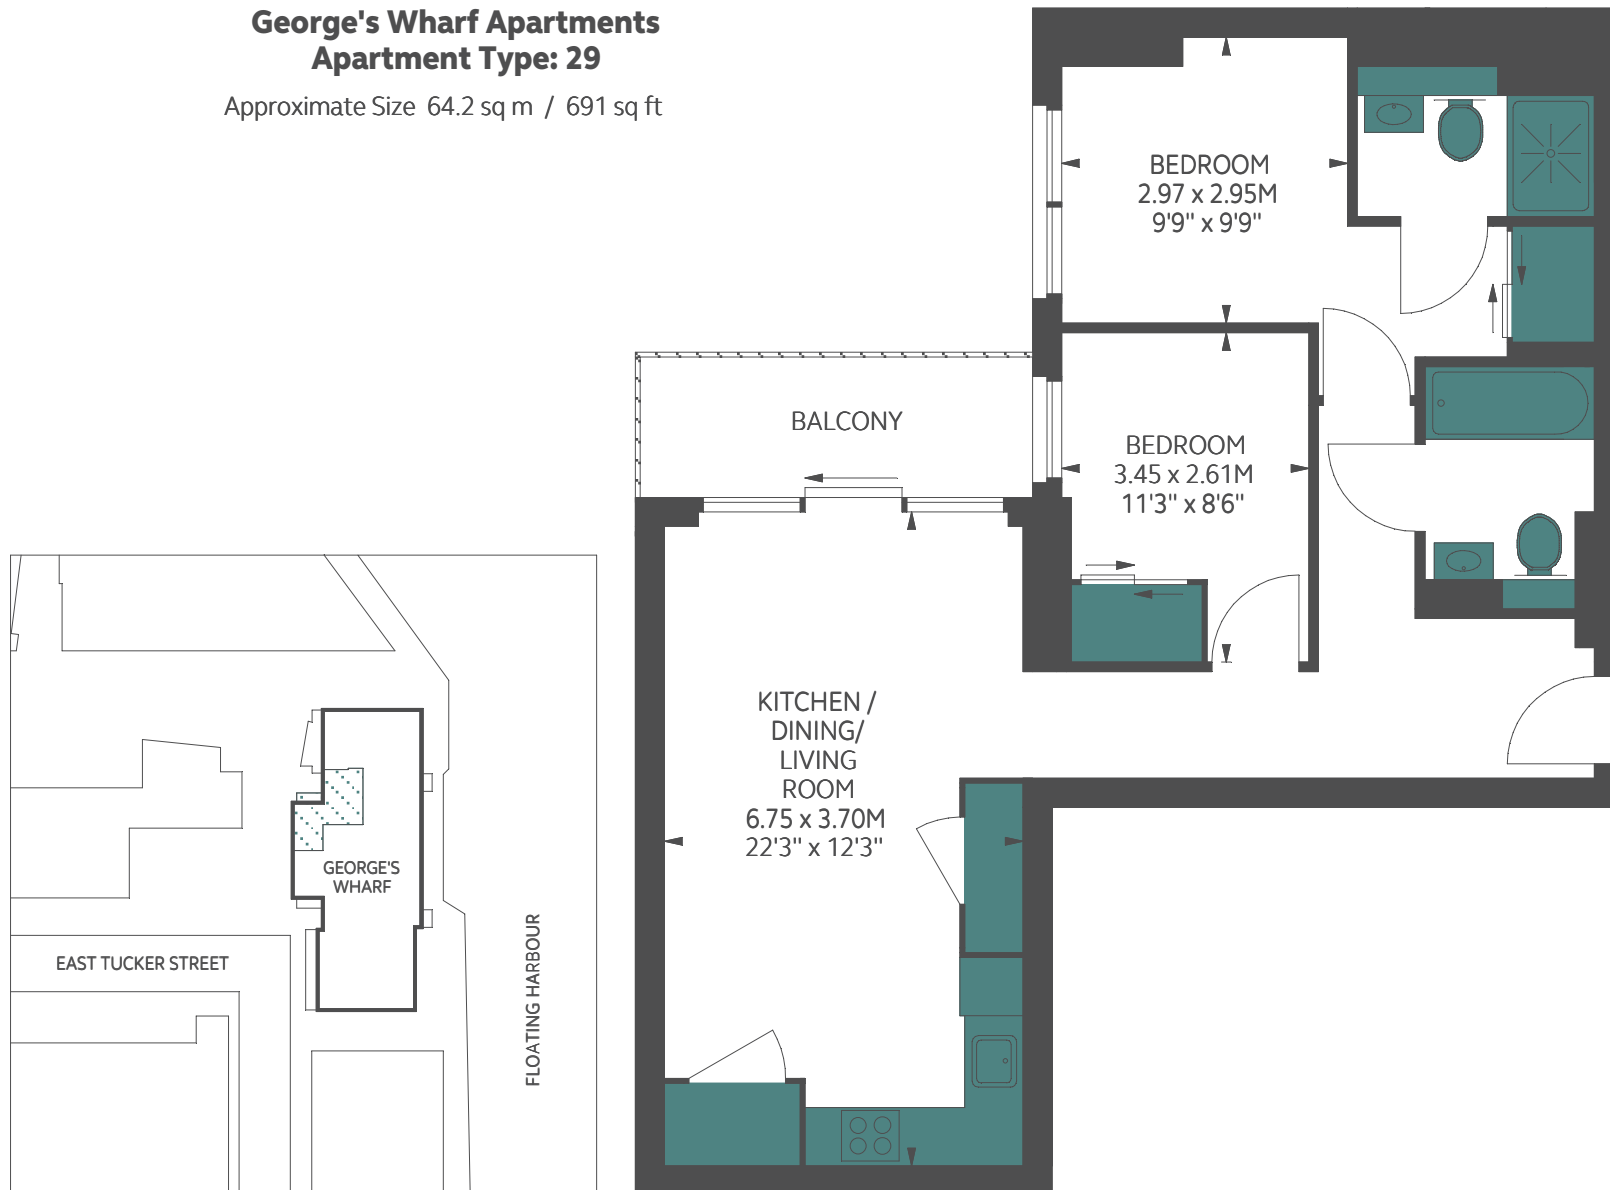 George's Wharf Apartments
Apartment Type: 29
Approximate Size 64.2 sq m / 691 sq ft
BEDROOM
2.97 x 2.95M
9'9" x 9'9"
BALCONY
BEDROOM
3.45 x 2.61M
11'3" x 8'6"
KITCHEN /
DINING/
LIVING
ROOM
6.75 x 3.70M
22'3" x 12'3"
GEORGE'S
WHARF
EAST TUCKER STREET
FLOATING HARBOUR